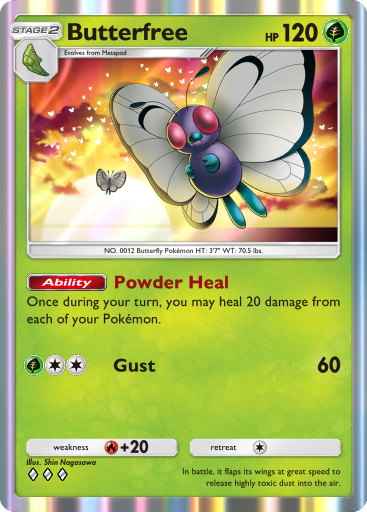 STAGE 2 Butterfree HP 120
Evolves from Metapod
NO. 0012 Butterfly Pokémon HT: 3'7" WT: 70.5 lbs.
Ability Powder Heal
Once during your turn, you may heal 20 damage from
each of your Pokémon.
Gust 60
weakness +20 retreat
Illus. Shin Nagasawa
In battle, it flaps its wings at great speed to
release highly toxic dust into the air.